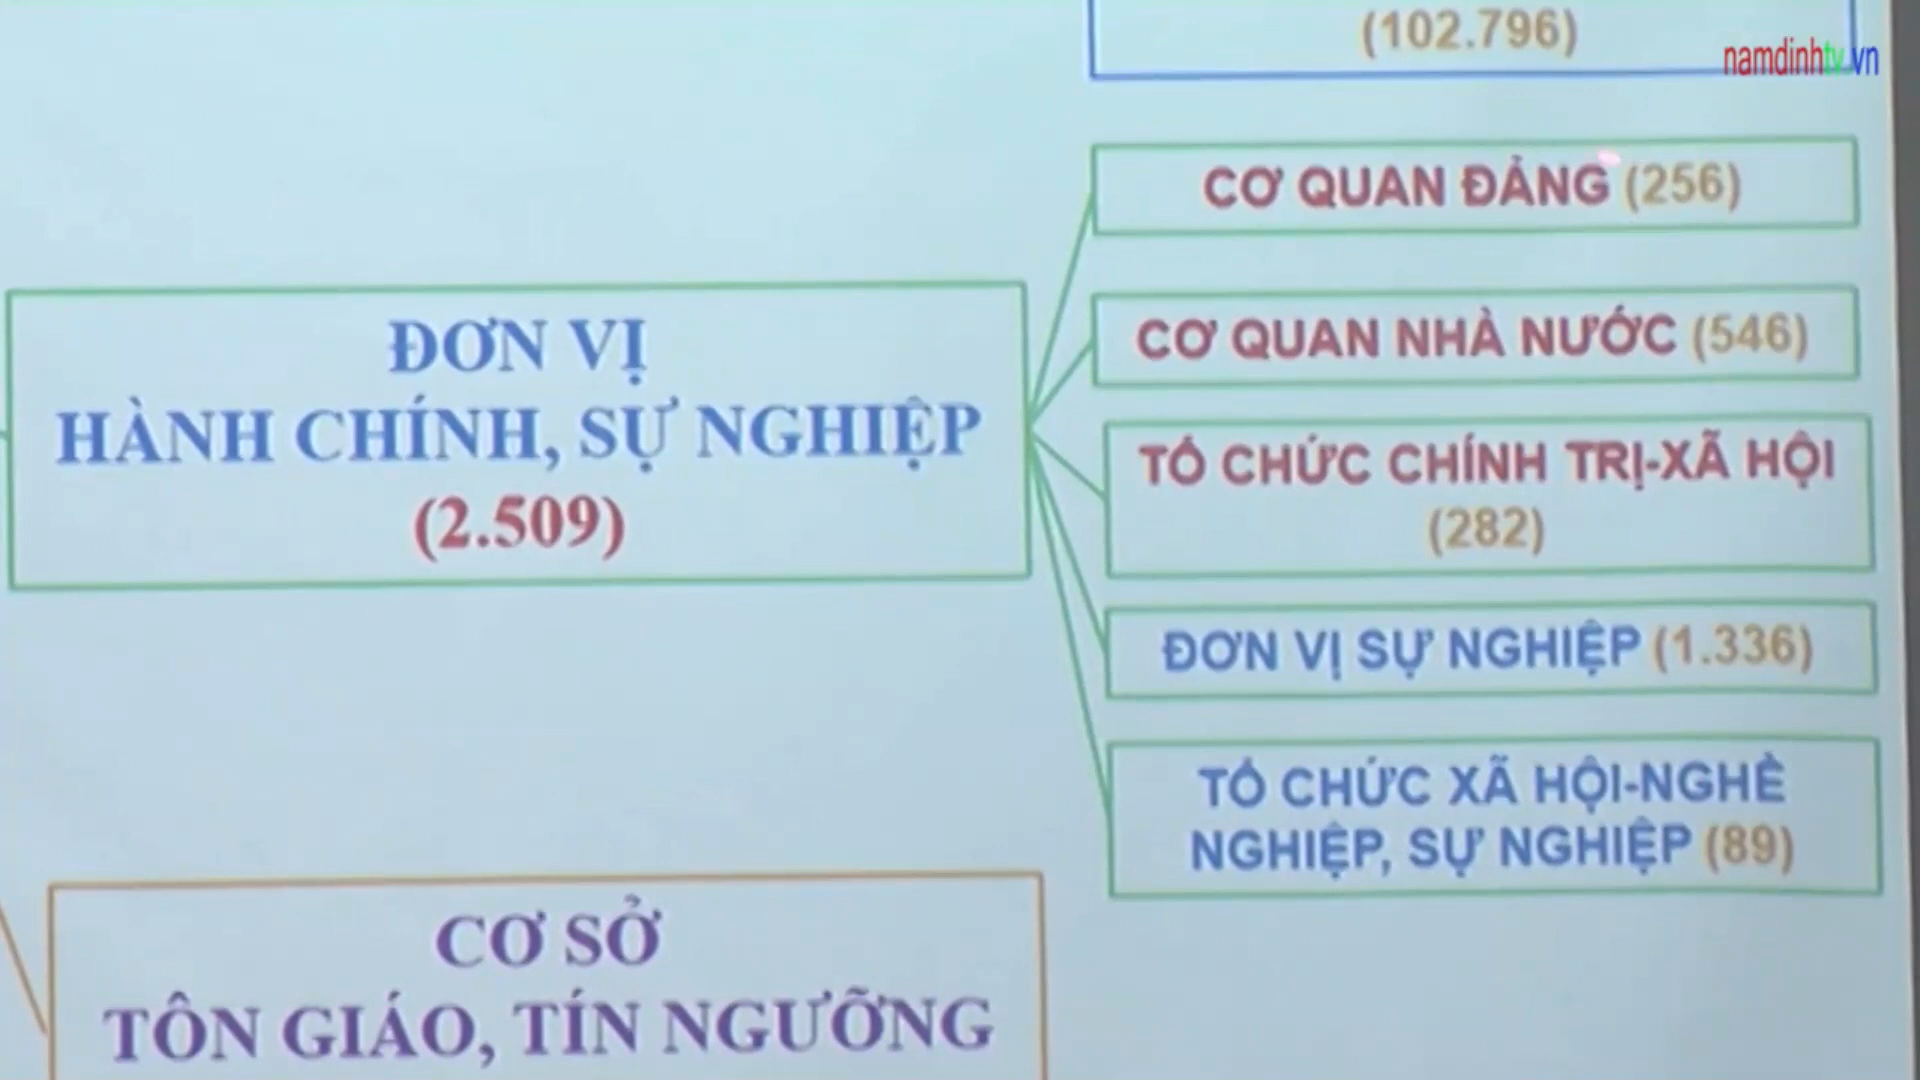 (102.796)
namdinhtv.vn
CƠ QUAN ĐẢNG (256)
CƠ QUAN NHÀ NƯỚC (546)
ĐƠN VỊ
HÀNH CHÍNH, SỰ NGHIỆP
(2.509)
TỔ CHỨC CHÍNH TRỊ-XÃ HỘI
(282)
ĐƠN VỊ SỰ NGHIỆP (1.336)
TỔ CHỨC XÃ HỘI-NGHỀ
NGHIỆP, SỰ NGHIỆP (89)
CƠ SỞ
TÔN GIÁO, TÍN NGƯỠNG